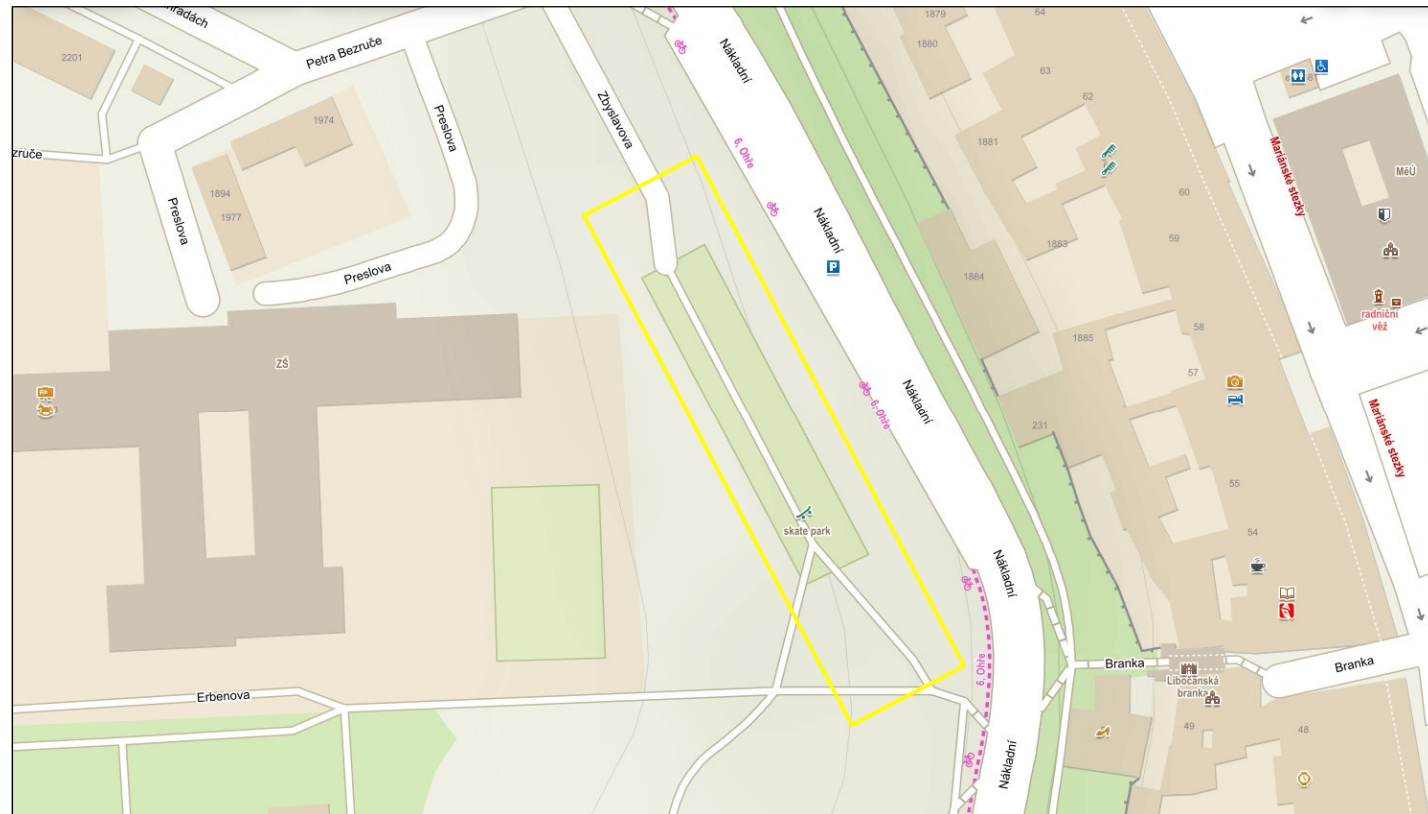 hradách
Petra Bezruče
2201
zruče
Preslova
1974
1894
1977
Preslova
Preslova
ZŠ
Zbyslavova
Nákladní
6, Ohře
Nákladní
P
Nákladní
6, Ohře
skate park
Nákladní
6, Ohře
Nákladní
Erbenova
1879
1880
64
63
62
1881
60
59
1883
1884
58
1885
57
231
55
54
Mariánské stezky
MěÚ
radniční
věž
Mariánské stezky
Branka
Libočanská
branka
Branka
49
48